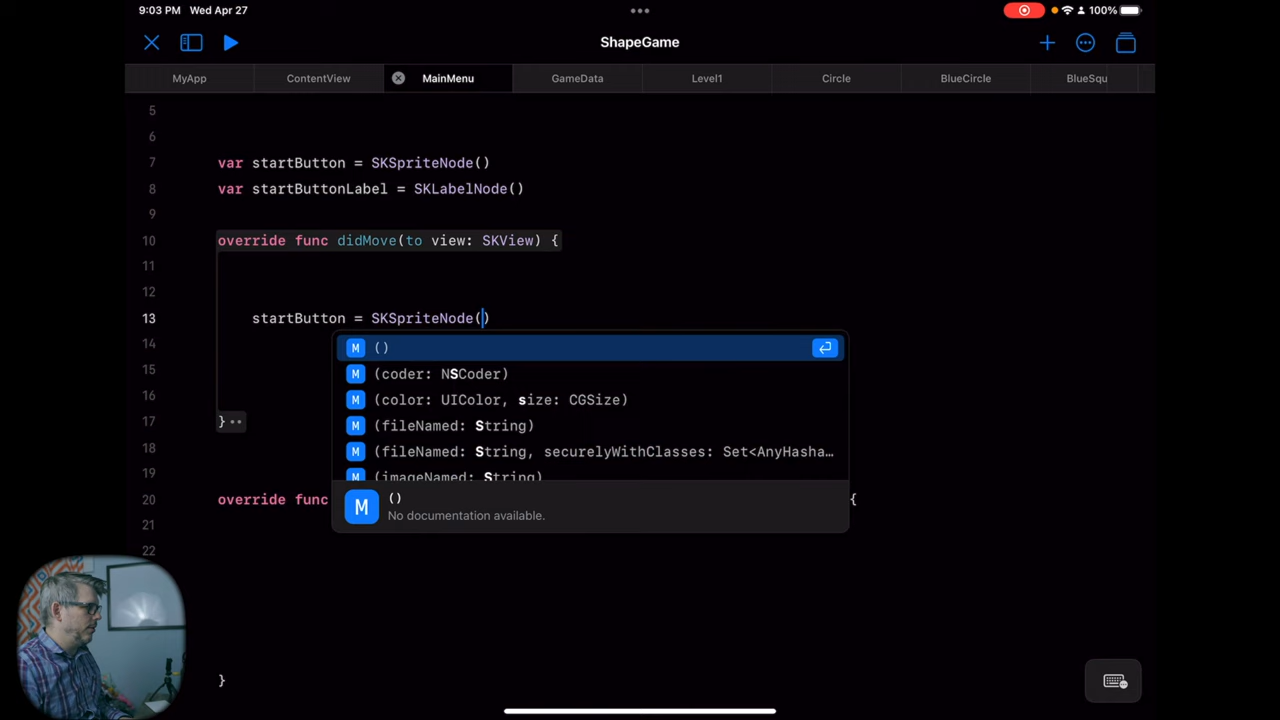 9:03 PM Wed Apr 27
100%
ShapeGame
MyApp
ContentView
MainMenu
GameData
Level1
Circle
BlueCircle
BlueSqu
5
6
7 var startButton = SKSpriteNode()
8 var startButtonLabel = SKLabelNode()
9
10 override func didMove(to view: SKView) {
11
12
13 startButton = SKSpriteNode()
14
M ()
15
M (coder: NSCoder)
M (color: UIColor, size: CGSize)
16
17 }
M (fileNamed: String)
18
M (fileNamed: String, securelyWithClasses: Set<AnyHasha…
19
M (imageNamed: String)
20 override func {
M ()
No documentation available.
21
22
}